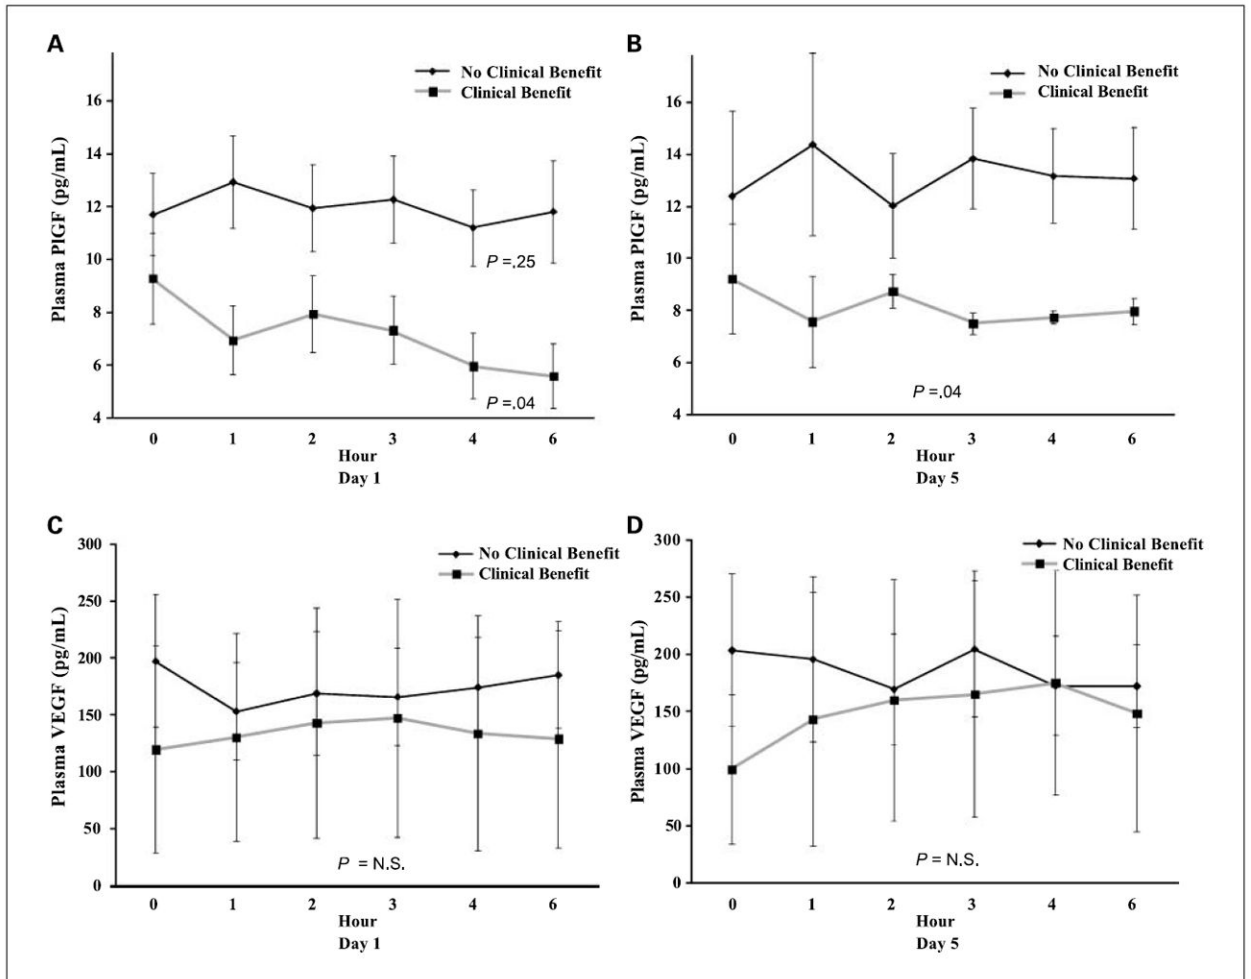 A
No Clinical Benefit
Clinical Benefit
Plasma PlGF (pg/mL)
16
14
12
10
8
6
4
P =.25
P =.04
0 1 2 3 4 6
Hour
Day 1
B
No Clinical Benefit
Clinical Benefit
Plasma PlGF (pg/mL)
16
14
12
10
8
6
4
P =.04
0 1 2 3 4 6
Hour
Day 5
C
No Clinical Benefit
Clinical Benefit
Plasma VEGF (pg/mL)
300
250
200
150
100
50
0
P = N.S.
0 1 2 3 4 6
Hour
Day 1
D
No Clinical Benefit
Clinical Benefit
Plasma VEGF (pg/mL)
300
250
200
150
100
50
0
P = N.S.
0 1 2 3 4 6
Hour
Day 5